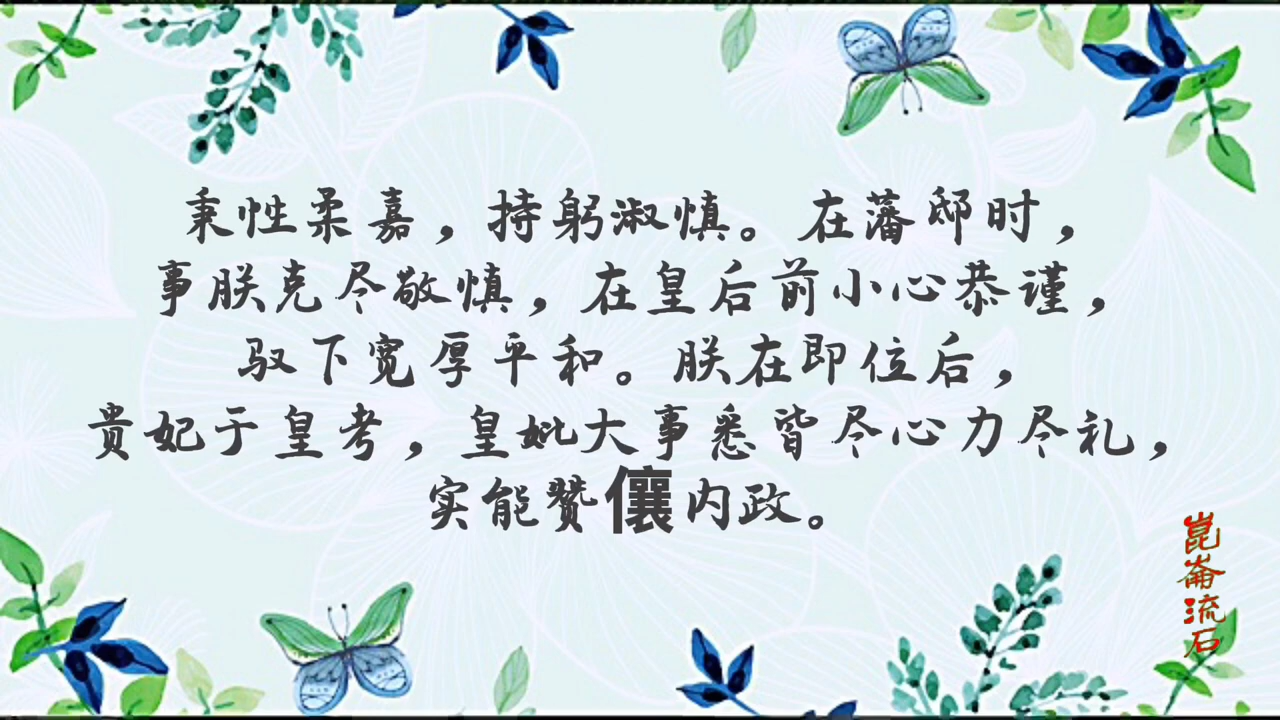 秉性柔嘉，持躬淑慎。在藩邸时，
事朕克尽敬慎，在皇后前小心恭谨，
驭下宽厚平和。朕在即位后，
贵妃于皇考，皇妣大事悉皆尽心力尽礼，
实能赞儴内政。
崑崙流石